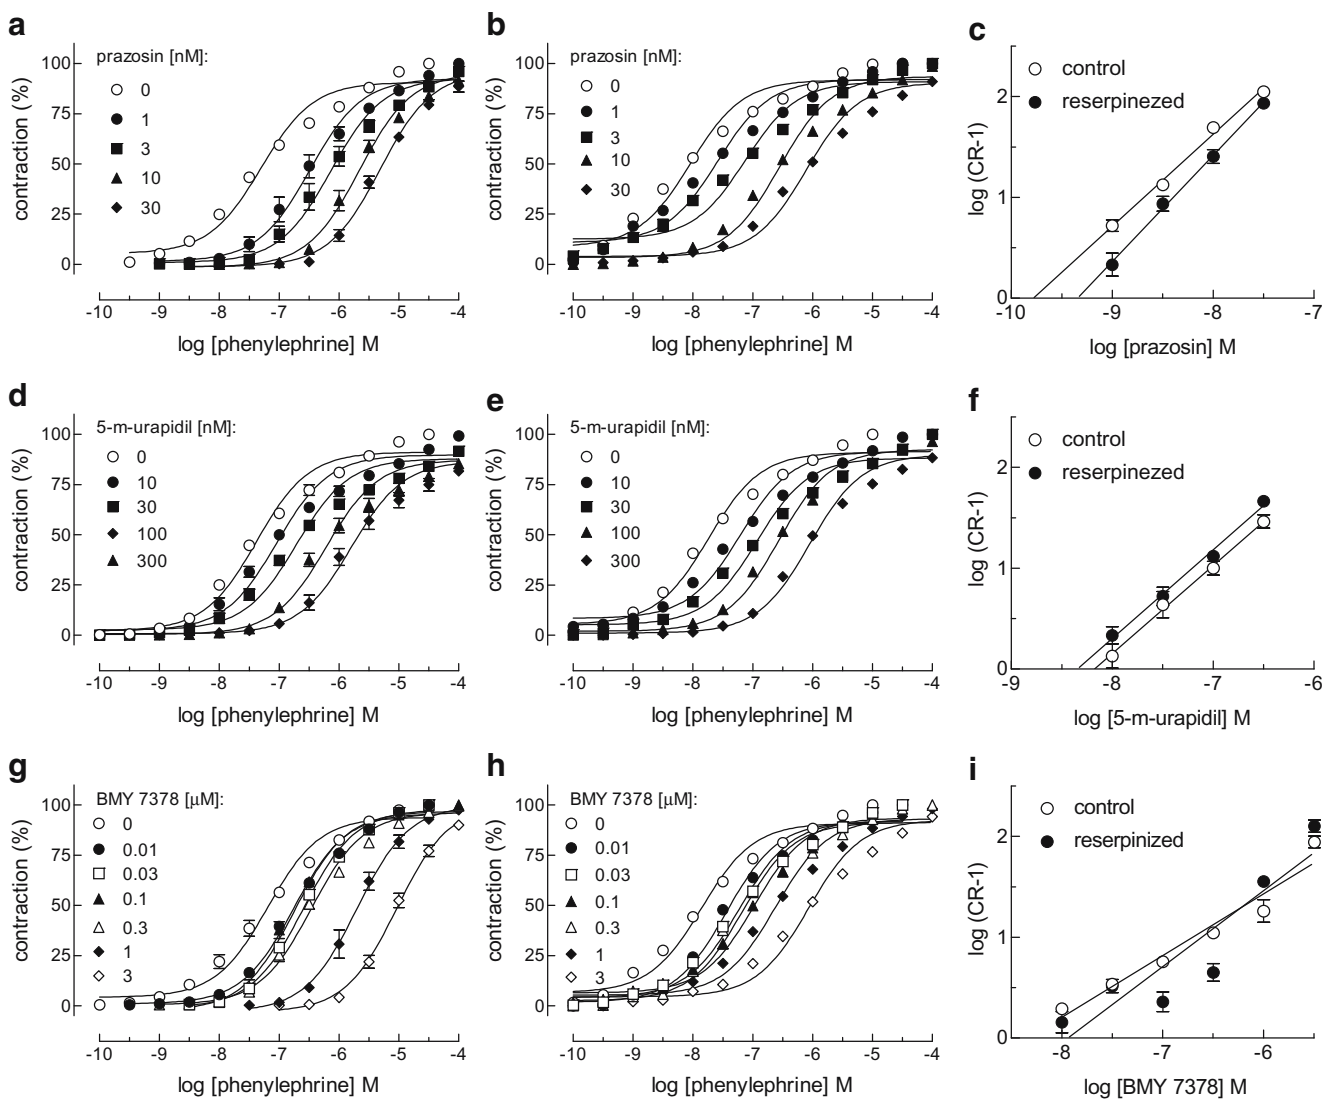 a
prazosin [nM]:
0
1
3
10
30
contraction (%)
100
75
50
25
0
-10 -9 -8 -7 -6 -5 -4
log [phenylephrine] M
b
prazosin [nM]:
0
1
3
10
30
contraction (%)
100
75
50
25
0
-10 -9 -8 -7 -6 -5 -4
log [phenylephrine] M
c
control
reserpinezed
log (CR-1)
2
1
0
-10 -9 -8 -7
log [prazosin] M
d
5-m-urapidil [nM]:
0
10
30
100
300
contraction (%)
100
75
50
25
0
-10 -9 -8 -7 -6 -5 -4
log [phenylephrine] M
e
5-m-urapidil [nM]:
0
10
30
100
300
contraction (%)
100
75
50
25
0
-10 -9 -8 -7 -6 -5 -4
log [phenylephrine] M
f
control
reserpinezed
log (CR-1)
2
1
0
-9 -8 -7 -6
log [5-m-urapidil] M
g
BMY 7378 [μM]:
0
0.01
0.03
0.1
0.3
1
3
contraction (%)
100
75
50
25
0
-10 -9 -8 -7 -6 -5 -4
log [phenylephrine] M
h
BMY 7378 [μM]:
0
0.01
0.03
0.1
0.3
1
3
contraction (%)
100
75
50
25
0
-10 -9 -8 -7 -6 -5 -4
log [phenylephrine] M
i
control
reserpinized
log (CR-1)
2
1
0
-8 -7 -6
log [BMY 7378] M